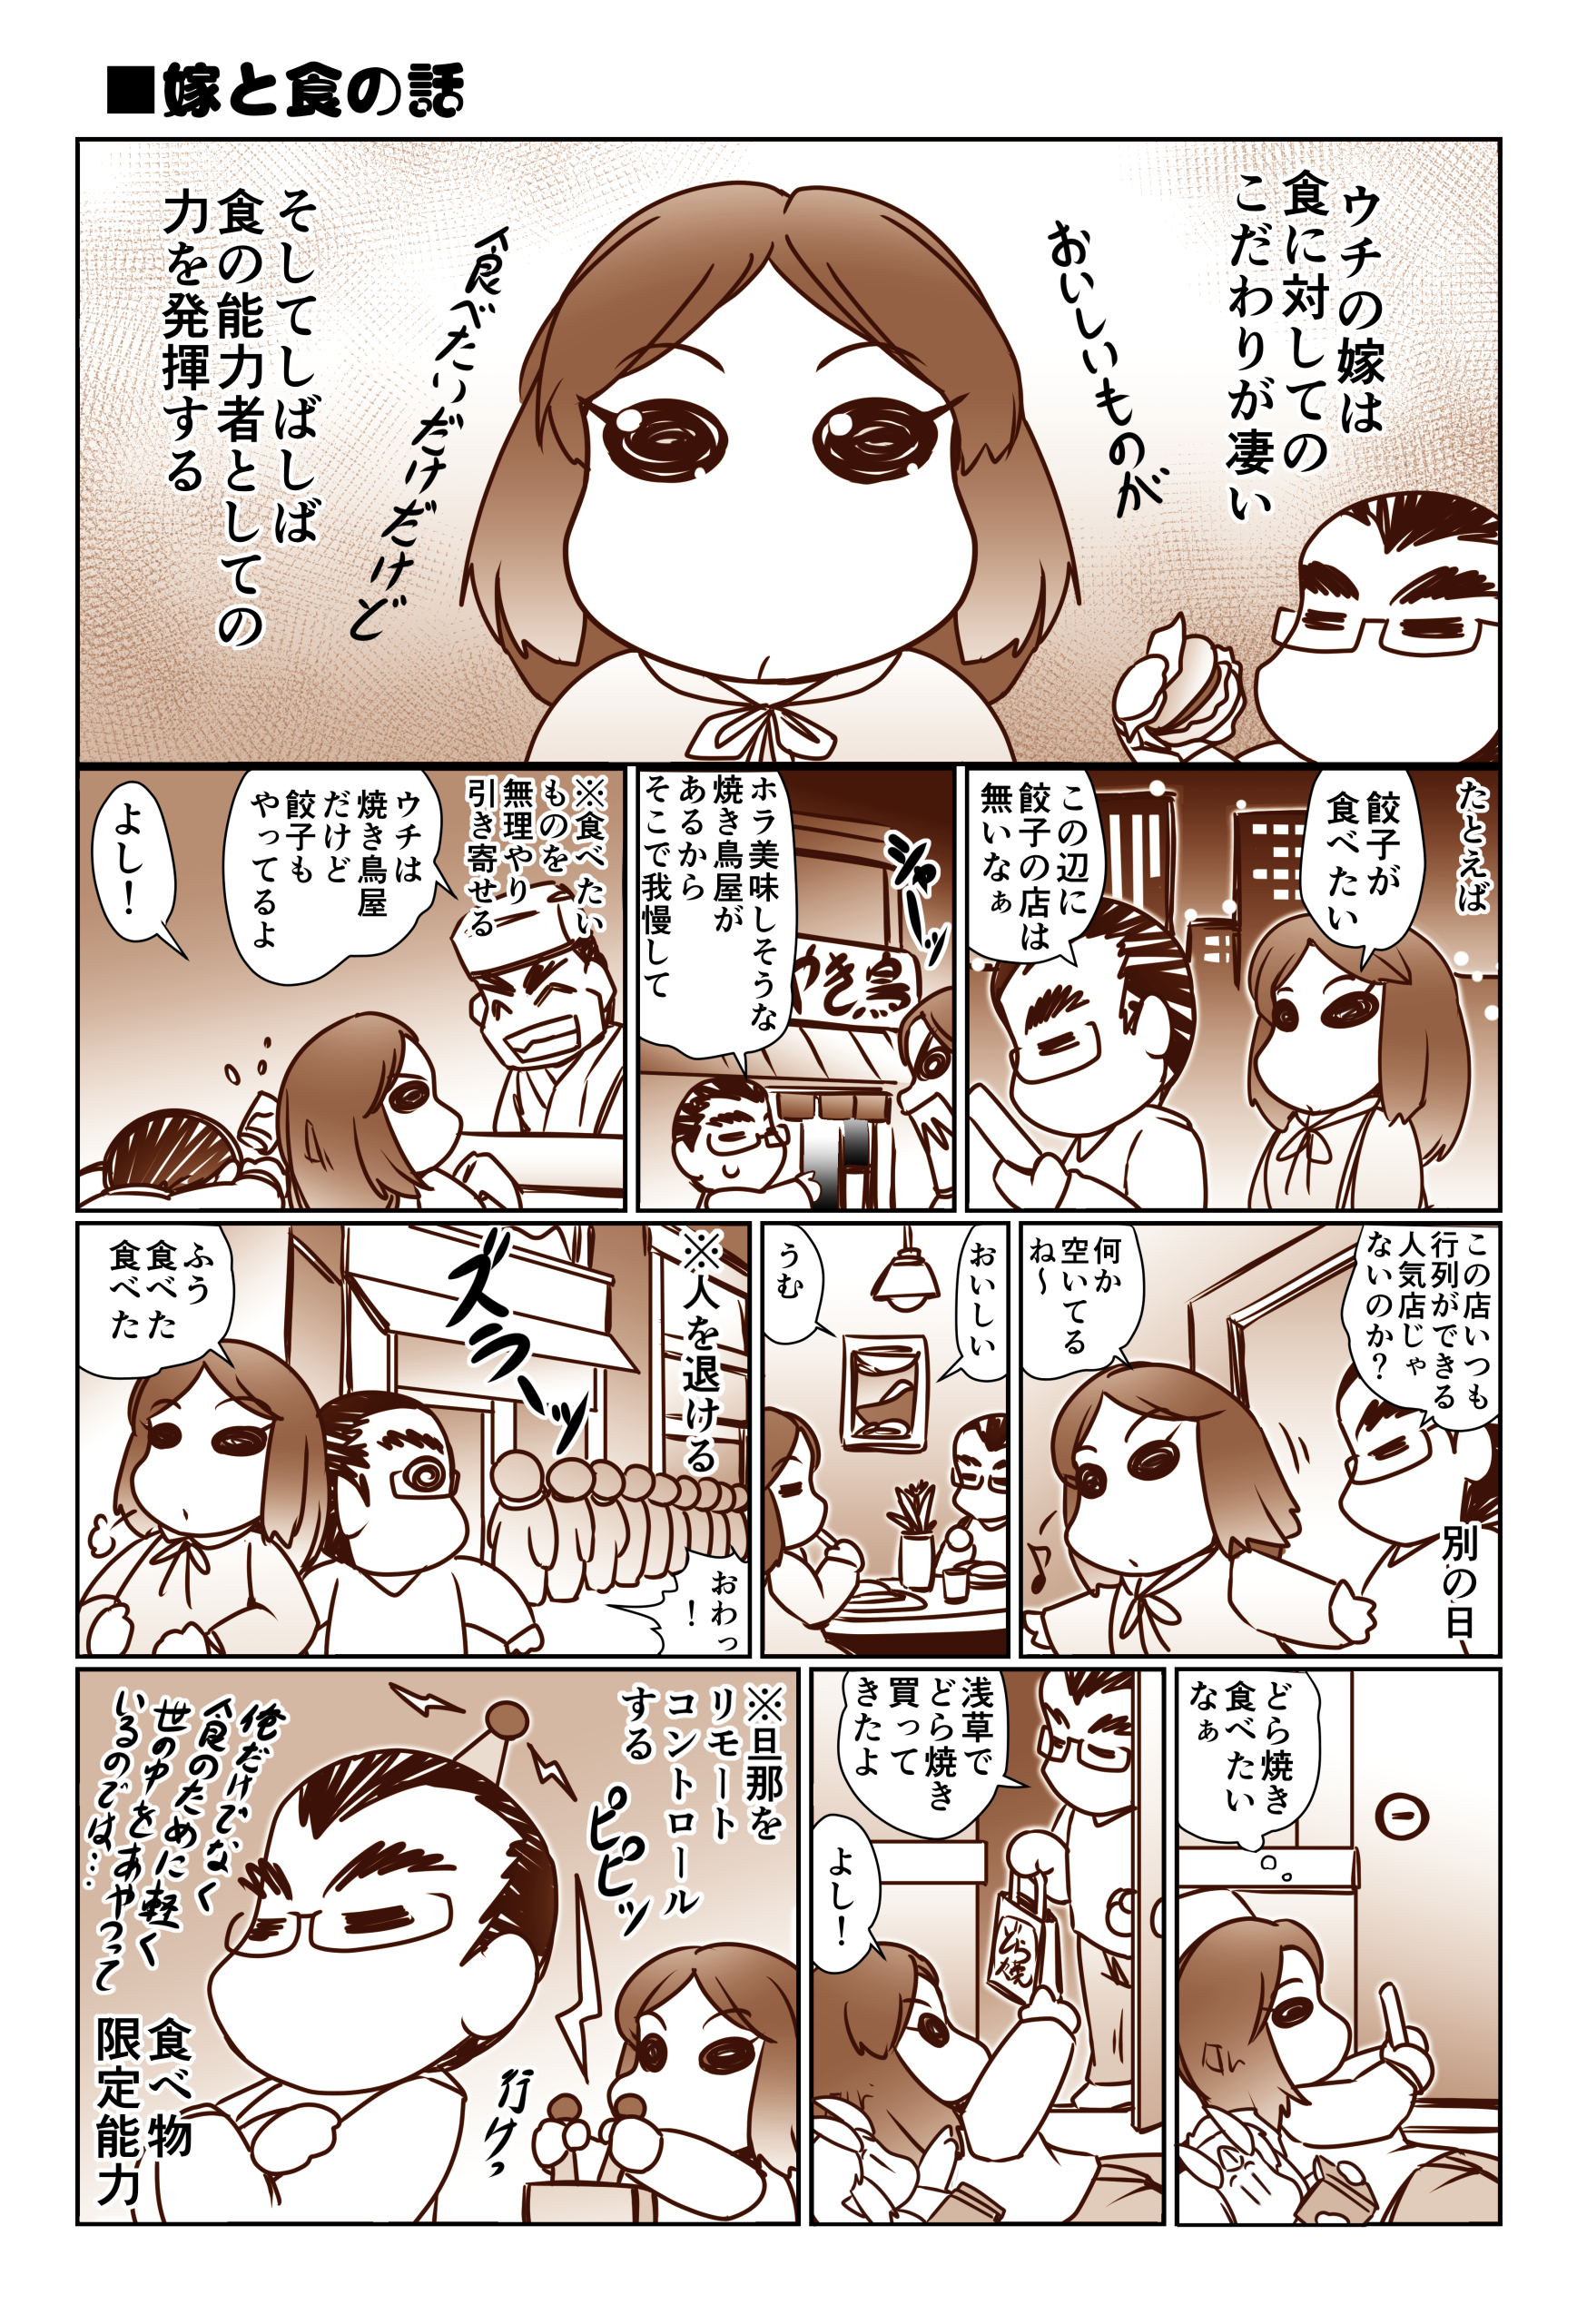 ■嫁と食の話
ウチの嫁は
食に対しての
こだわりが凄い
おいしいものが
食べたいだけだけど
そしてしばしば
食の能力者としての
力を発揮する
たとえば
餃子が
食べたい
この辺に
餃子の店は
無いなぁ
ジャーッ
やき鳥
ホラ美味しそうな
焼き鳥屋が
あるから
そこで我慢して
※食べたい
ものを
無理やり
引き寄せる
ウチは
焼き鳥屋
だけど
餃子も
やってるよ
よし!
この店いつも
行列ができる
人気店じゃ
ないのか?
別の日
何か
空いてる
ね~
おいしい
うむ
※人を退ける
ズラーッ
おわっ
!
ふう
食べた
食べた
どら焼き
食べたい
なぁ
浅草で
どら焼き
買って
きたよ
どら焼
よし!
※旦那を
リモート
コントロール
する
ピピピッ
行けっ
俺だけでなく
食のために軽く
世の中をあやつって
いるのでは…
食べ物
限定能力